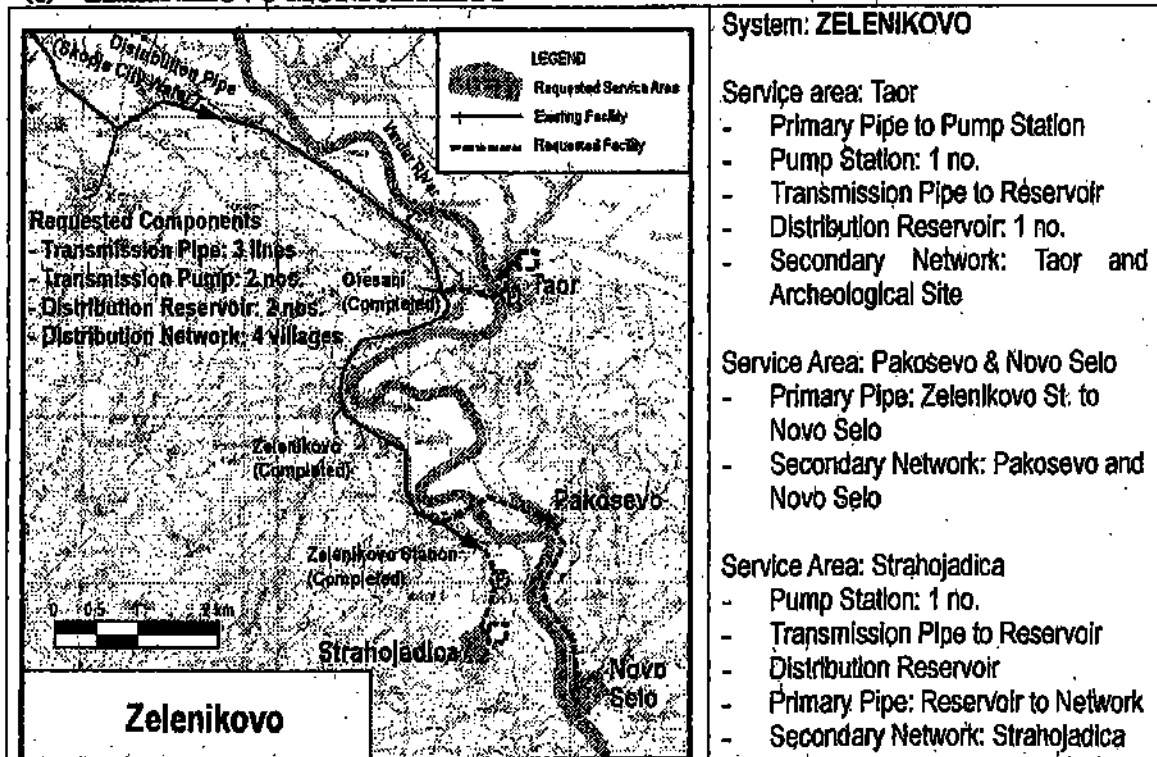 Distribution Pipe
(Skopje City Water)
LEGEND
Requested Service Area
Existing Facility
Requested Facility
Vardar River
Requested Components
- Transmission Pipe: 3 lines
- Transmission Pump: 2 nos.
- Distribution Reservoir: 2 nos.
- Distribution Network: 4 villages
Oresani
(Completed)
Taor
P
Zelenikovo
(Completed)
Pakosevo
Zelenikovo Station
(Completed)
P
0 0.5 1 2 km
Strahojadica
Novo
Selo
Zelenikovo
System: ZELENIKOVO
Service area: Taor
- Primary Pipe to Pump Station
- Pump Station: 1 no.
- Transmission Pipe to Reservoir
- Distribution Reservoir: 1 no.
- Secondary Network: Taor and
Archeological Site
Service Area: Pakosevo & Novo Selo
- Primary Pipe: Zelenikovo St. to
Novo Selo
- Secondary Network: Pakosevo and
Novo Selo
Service Area: Strahojadica
- Pump Station: 1 no.
- Transmission Pipe to Reservoir
- Distribution Reservoir
- Primary Pipe: Reservoir to Network
- Secondary Network: Strahojadica